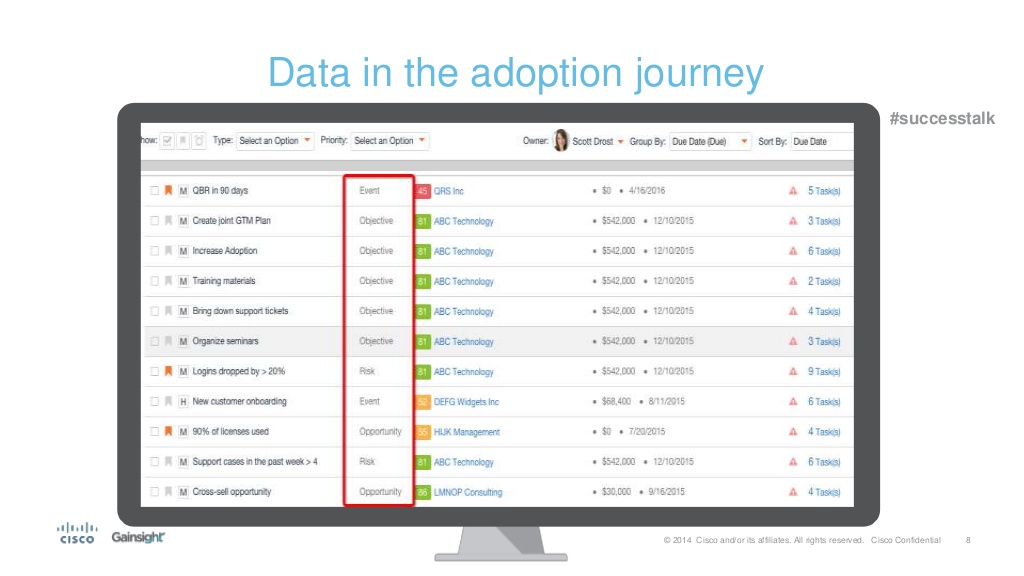 Data in the adoption journey
#successtalk
how: Type: Select an Option Priority: Select an Option Owner: Scott Drost Group By: Due Date (Due) Sort By: Due Date
M QBR in 90 days Event 45 QRS Inc • $0 • 4/16/2016 5 Task(s)
M Create joint GTM Plan Objective 81 ABC Technology • $542,000 • 12/10/2015 3 Task(s)
M Increase Adoption Objective 81 ABC Technology • $542,000 • 12/10/2015 6 Task(s)
M Training materials Objective 81 ABC Technology • $542,000 • 12/10/2015 2 Task(s)
M Bring down support tickets Objective 81 ABC Technology • $542,000 • 12/10/2015 4 Task(s)
M Organize seminars Objective 81 ABC Technology • $542,000 • 12/10/2015 3 Task(s)
M Logins dropped by > 20% Risk 81 ABC Technology • $542,000 • 12/10/2015 9 Task(s)
H New customer onboarding Event 52 DEFG Widgets Inc • $68,400 • 8/11/2015 6 Task(s)
M 90% of licenses used Opportunity 55 HIJK Management • $0 • 7/20/2015 4 Task(s)
M Support cases in the past week > 4 Risk 81 ABC Technology • $542,000 • 12/10/2015 6 Task(s)
M Cross-sell opportunity Opportunity 86 LMNOP Consulting • $30,000 • 9/16/2015 4 Task(s)
CISCO Gainsight © 2014 Cisco and/or its affiliates. All rights reserved. Cisco Confidential 8